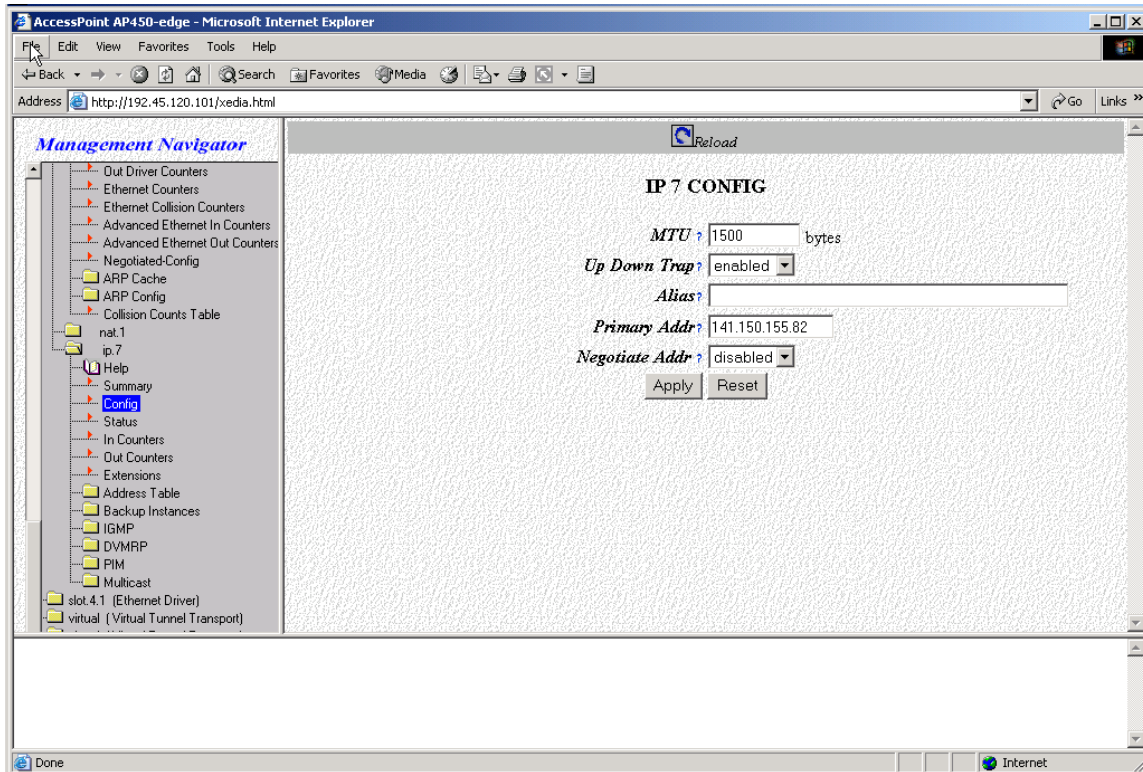 AccessPoint AP450-edge - Microsoft Internet Explorer
File Edit View Favorites Tools Help
Back Search Favorites Media
Address http://192.45.120.101/xedia.html Go Links »
Management Navigator
Out Driver Counters
Ethernet Counters
Ethernet Collision Counters
Advanced Ethernet In Counters
Advanced Ethernet Out Counters
Negotiated-Config
ARP Cache
ARP Config
Collision Counts Table
nat.1
ip.7
Help
Summary
Config
Status
In Counters
Out Counters
Extensions
Address Table
Backup Instances
IGMP
DVMRP
PIM
Multicast
slot.4.1 (Ethernet Driver)
virtual (Virtual Tunnel Transport)
Reload
IP 7 CONFIG
MTU ? 1500 bytes
Up Down Trap ? enabled
Alias ?
Primary Addr ? 141.150.155.82
Negotiate Addr ? disabled
Apply Reset
Done Internet